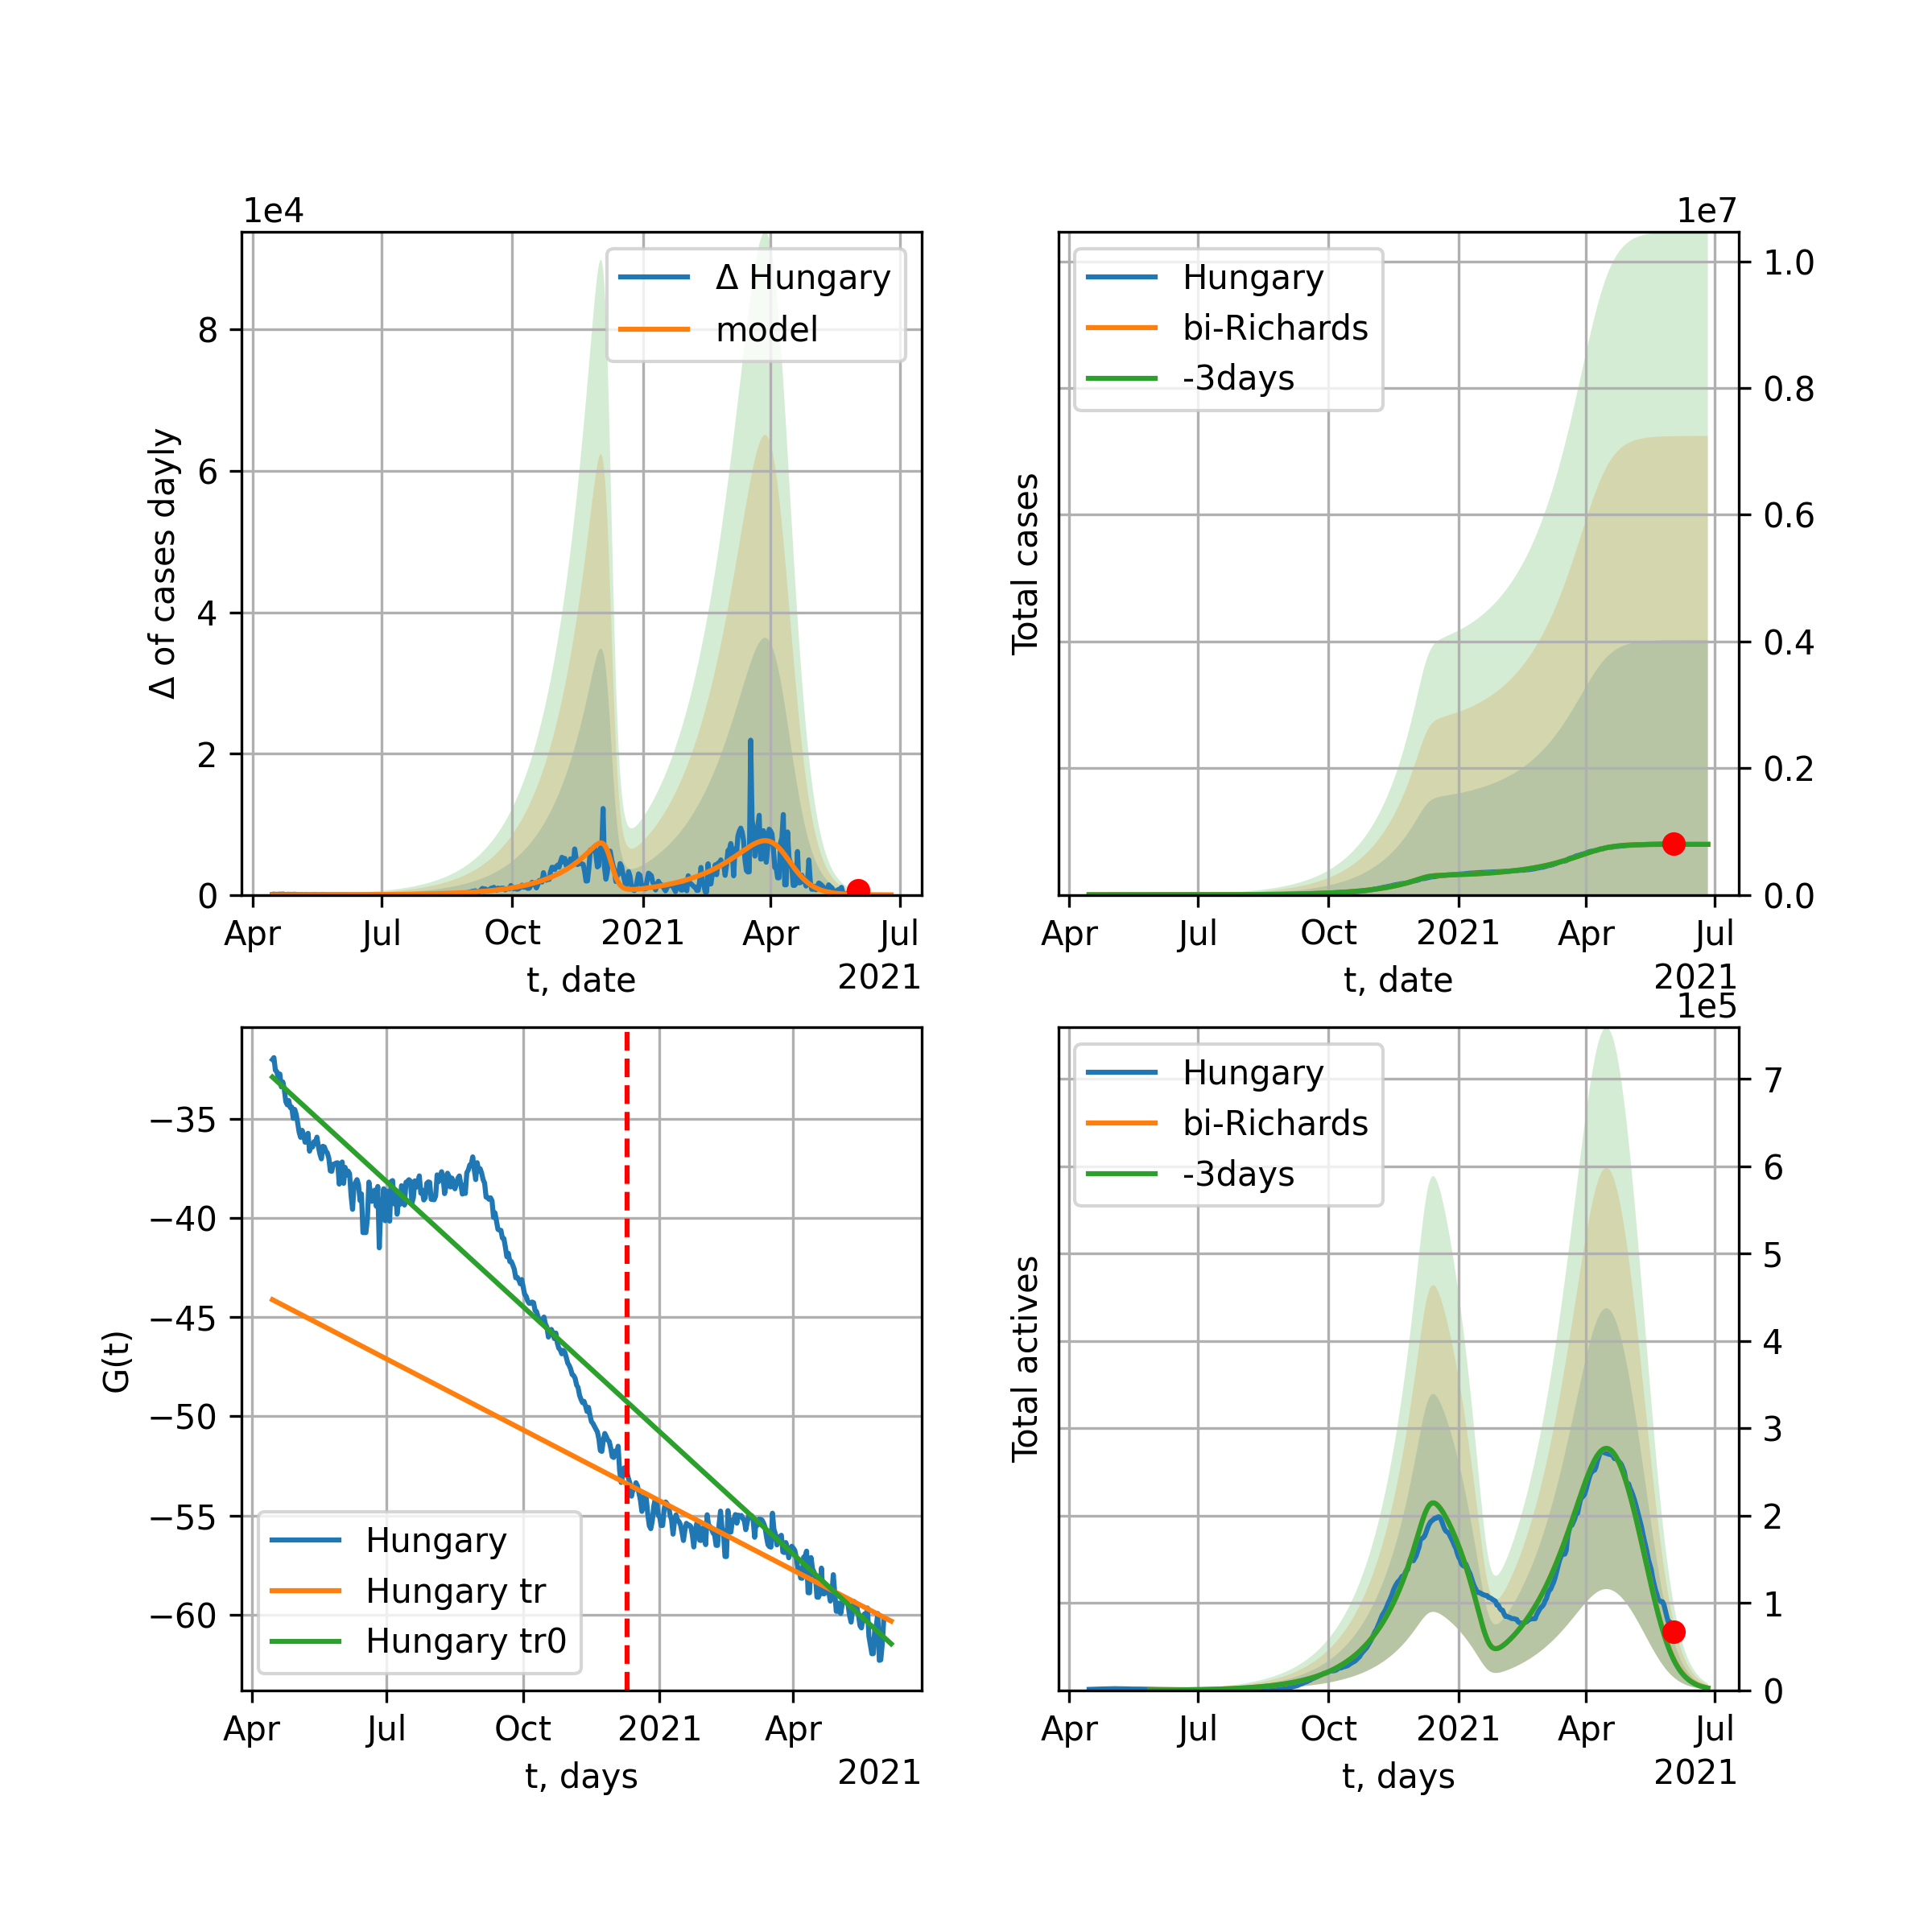 1e4
Δ of cases dayly
8
6
4
2
0
Δ Hungary
model
Apr Jul Oct 2021 Apr Jul
t, date
2021
1e7
Total cases
1.0
0.8
0.6
0.4
0.2
0.0
Hungary
bi-Richards
-3days
Apr Jul Oct 2021 Apr Jul
t, date
2021
G(t)
−35
−40
−45
−50
−55
−60
Hungary
Hungary tr
Hungary tr0
Apr Jul Oct 2021 Apr
t, days
2021
1e5
Total actives
7
6
5
4
3
2
1
0
Hungary
bi-Richards
-3days
Apr Jul Oct 2021 Apr Jul
t, days
2021